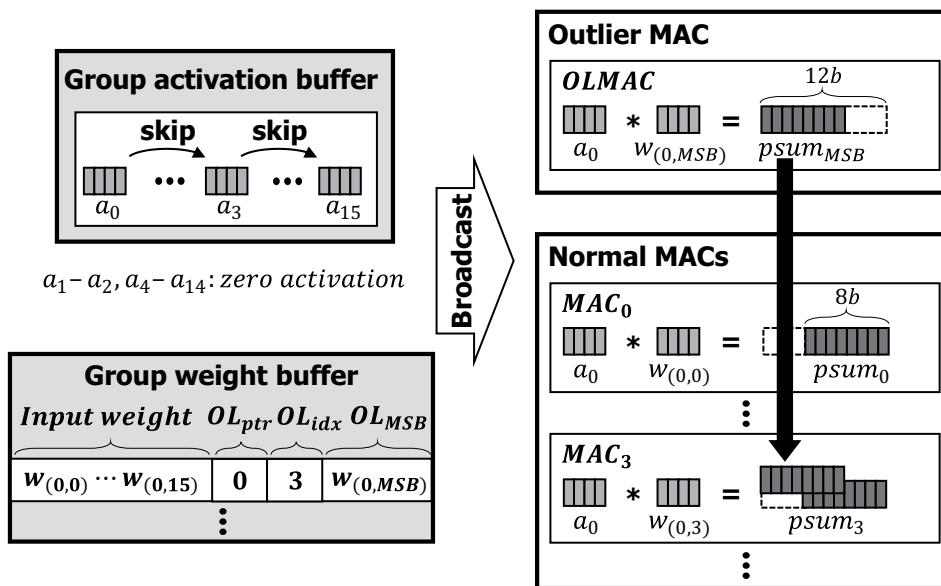 Group activation buffer
skip skip
... ...
a0 a3 a15
a1–a2, a4–a14: zero activation
Group weight buffer
Input weight OLptr OLidx OLMSB
w(0,0) ⋯ w(0,15) 0 3 w(0,MSB)
⋮
Broadcast
Outlier MAC
OLMAC
12b
* =
a0 w(0,MSB) psumMSB
Normal MACs
MAC0
8b
* =
a0 w(0,0) psum0
⋮
MAC3
* =
a0 w(0,3) psum3
⋮